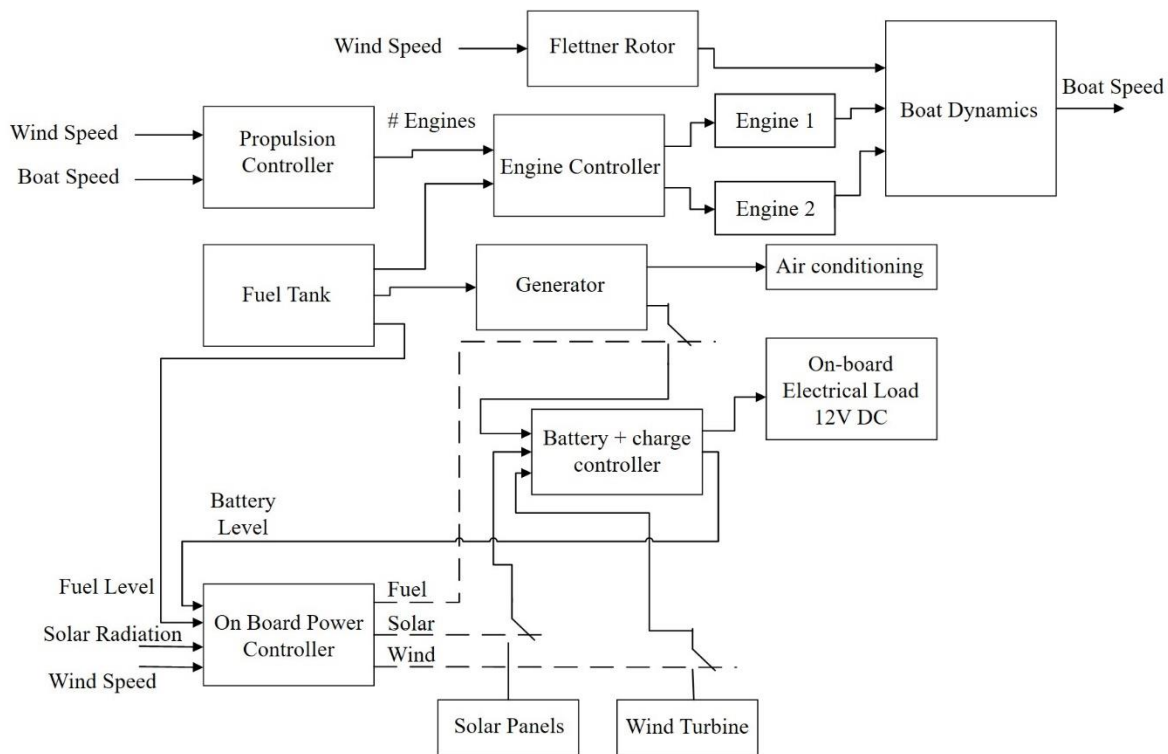 Wind Speed
Flettner Rotor
Boat Speed
Boat Dynamics
Wind Speed
Boat Speed
Propulsion
Controller
# Engines
Engine Controller
Engine 1
Engine 2
Fuel Tank
Generator
Air conditioning
On-board
Electrical Load
12V DC
Battery + charge
controller
Battery
Level
Fuel Level
Solar Radiation
Wind Speed
On Board Power
Controller
Fuel
Solar
Wind
Solar Panels
Wind Turbine